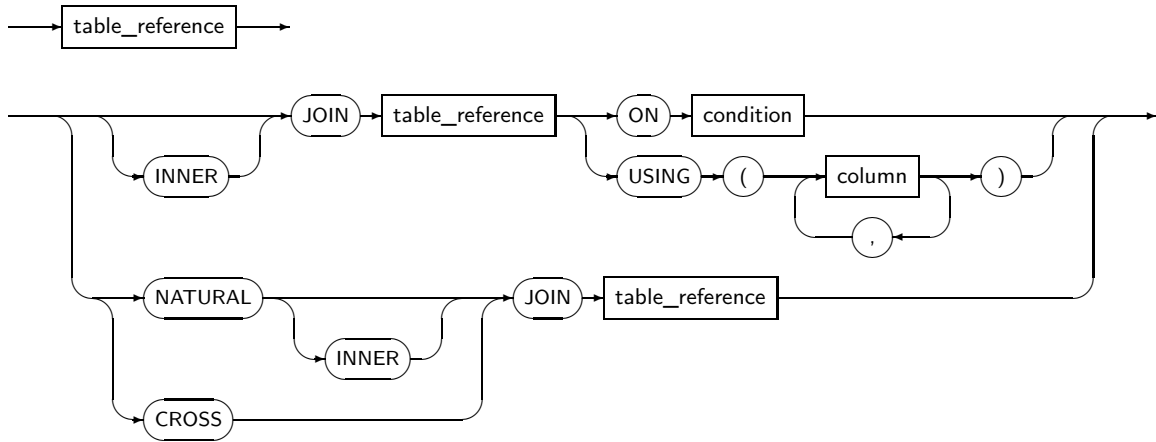 table_reference
JOIN table_reference ON condition
INNER USING ( column )
,
NATURAL JOIN table_reference
INNER
CROSS